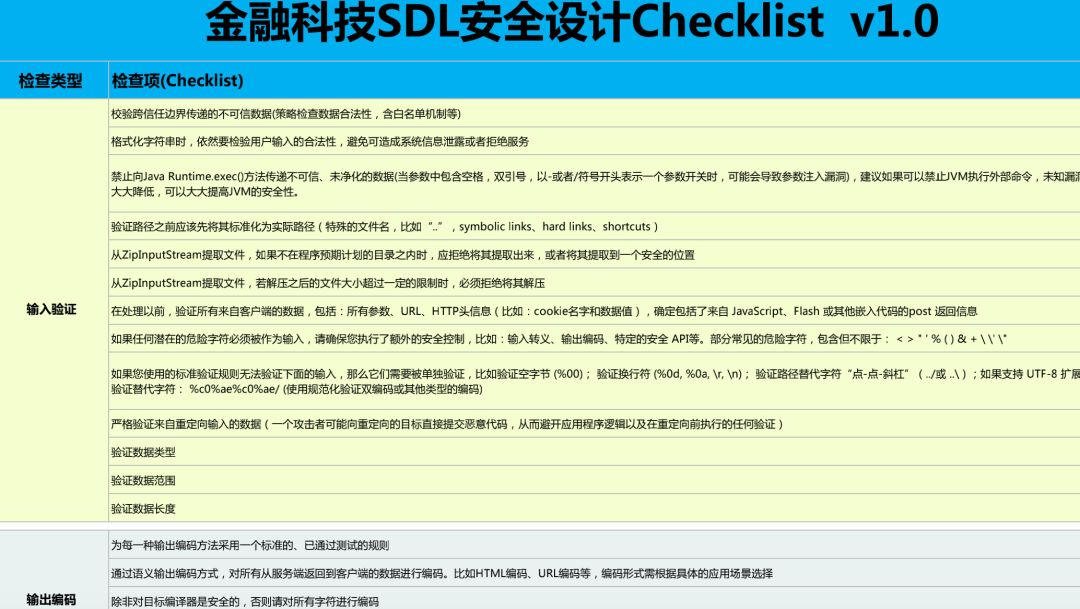 金融科技SDL安全设计Checklist v1.0
检查类型
检查项(Checklist)
输入验证
校验跨信任边界传递的不可信数据(策略检查数据合法性，含白名单机制等)
格式化字符串时，依然要检验用户输入的合法性，避免可造成系统信息泄露或者拒绝服务
禁止向Java Runtime.exec()方法传递不可信、未净化的数据(当参数中包含空格，双引号，以-或者/符号开头表示一个参数开关时，可能会导致参数注入漏洞)，建议如果可以禁止JVM执行外部命令，未知漏洞
大大降低，可以大大提高JVM的安全性。
验证路径之前应该先将其标准化为实际路径（特殊的文件名，比如“..”，symbolic links、hard links、shortcuts）
从ZipInputStream提取文件，如果不在程序预期计划的目录之内时，应拒绝将其提取出来，或者将其提取到一个安全的位置
从ZipInputStream提取文件，若解压之后的文件大小超过一定的限制时，必须拒绝将其解压
在处理以前，验证所有来自客户端的数据，包括：所有参数、URL、HTTP头信息（比如：cookie名字和数据值），确定包括了来自 JavaScript、Flash 或其他嵌入代码的post 返回信息
如果任何潜在的危险字符必须被作为输入，请确保您执行了额外的安全控制，比如：输入转义、输出编码、特定的安全 API等。部分常见的危险字符，包含但不限于： < > " ' % ( ) & + \ \' \"
如果您使用的标准验证规则无法验证下面的输入，那么它们需要被单独验证，比如验证空字节 (%00)； 验证换行符 (%0d, %0a, \r, \n)； 验证路径替代字符“点-点-斜杠”（../或 ..\）；如果支持 UTF-8 扩展
验证替代字符： %c0%ae%c0%ae/ (使用规范化验证双编码或其他类型的编码)
严格验证来自重定向输入的数据（一个攻击者可能向重定向的目标直接提交恶意代码，从而避开应用程序逻辑以及在重定向前执行的任何验证）
验证数据类型
验证数据范围
验证数据长度
输出编码
为每一种输出编码方法采用一个标准的、已通过测试的规则
通过语义输出编码方式，对所有从服务端返回到客户端的数据进行编码。比如HTML编码、URL编码等，编码形式需根据具体的应用场景选择
除非对目标编译器是安全的，否则请对所有字符进行编码